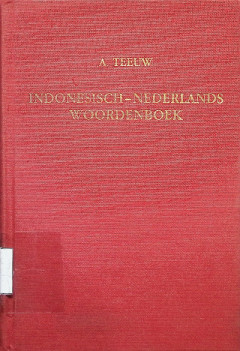 A TEEUW
INDONESISCH-NEDERLANDS
WOORDENBOEK